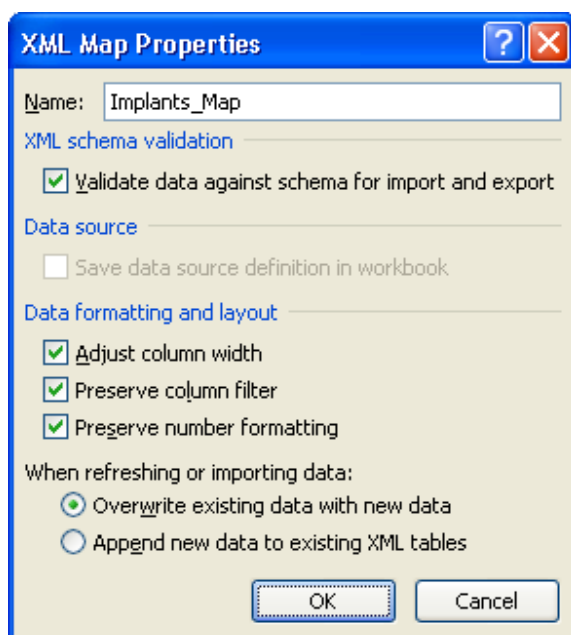 XML Map Properties
Name: Implants_Map
XML schema validation
Validate data against schema for import and export
Data source
Save data source definition in workbook
Data formatting and layout
Adjust column width
Preserve column filter
Preserve number formatting
When refreshing or importing data:
Overwrite existing data with new data
Append new data to existing XML tables
OK Cancel